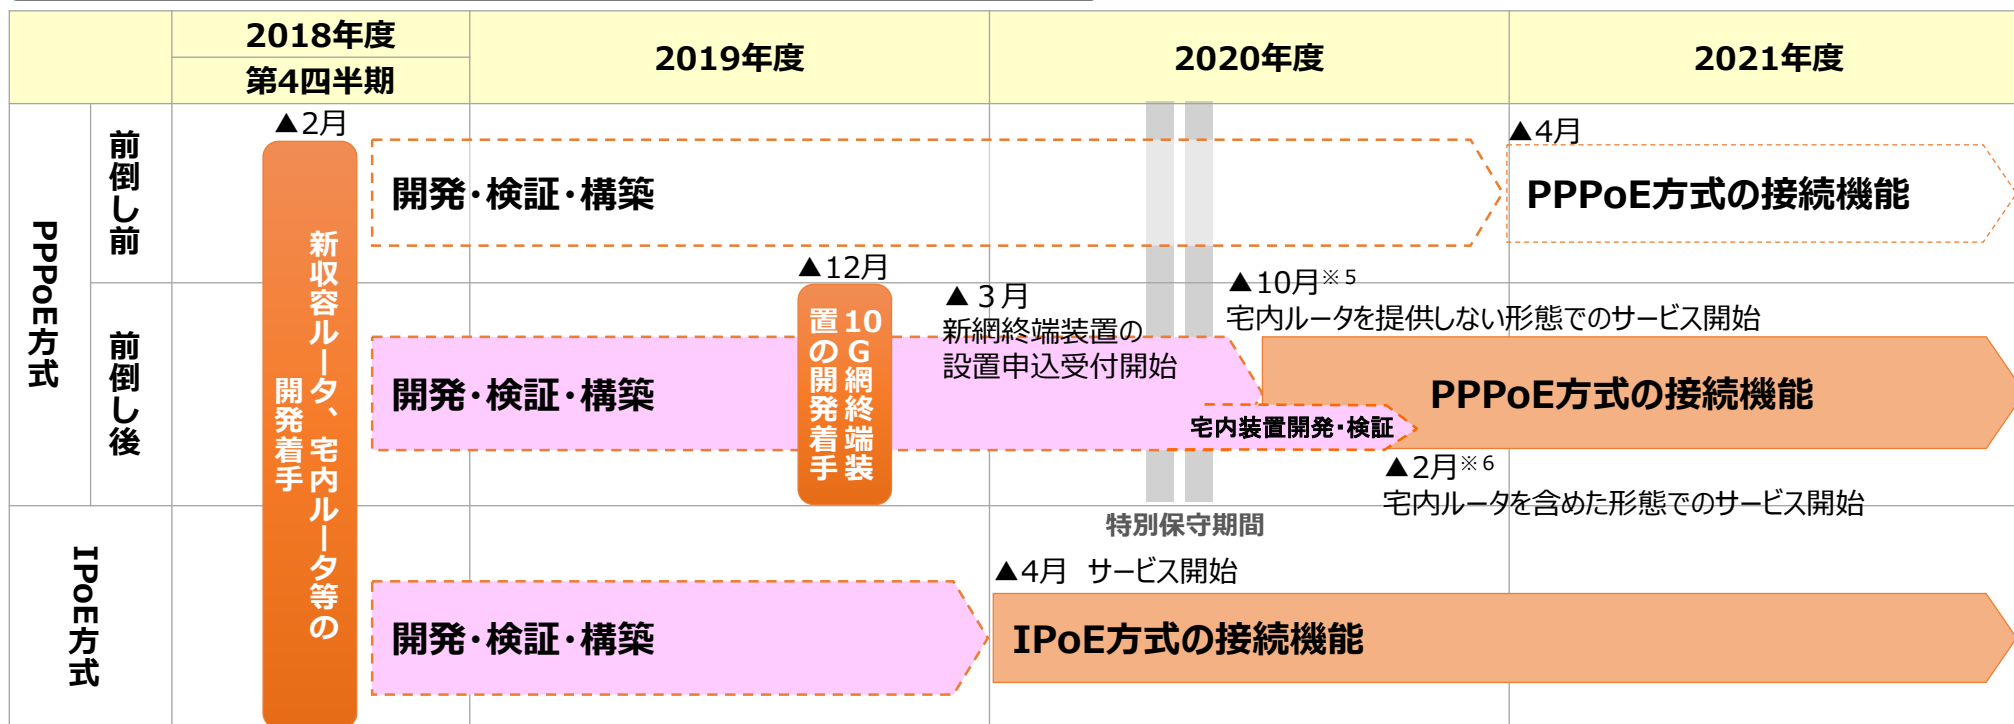 2018年度
第4四半期
2019年度
2020年度
2021年度
PPPoE方式
前倒し前
▲2月
新収容ルータ、宅内ルータ等の
開発着手
開発・検証・構築
▲4月
PPPoE方式の接続機能
前倒し後
開発・検証・構築
▲12月
10G網終端装
置の開発着手
▲３月
新網終端装置の
設置申込受付開始
▲10月※5
宅内ルータを提供しない形態でのサービス開始
PPPoE方式の接続機能
宅内装置開発・検証
▲2月※6
宅内ルータを含めた形態でのサービス開始
特別保守期間
IPoE方式
開発・検証・構築
▲4月 サービス開始
IPoE方式の接続機能